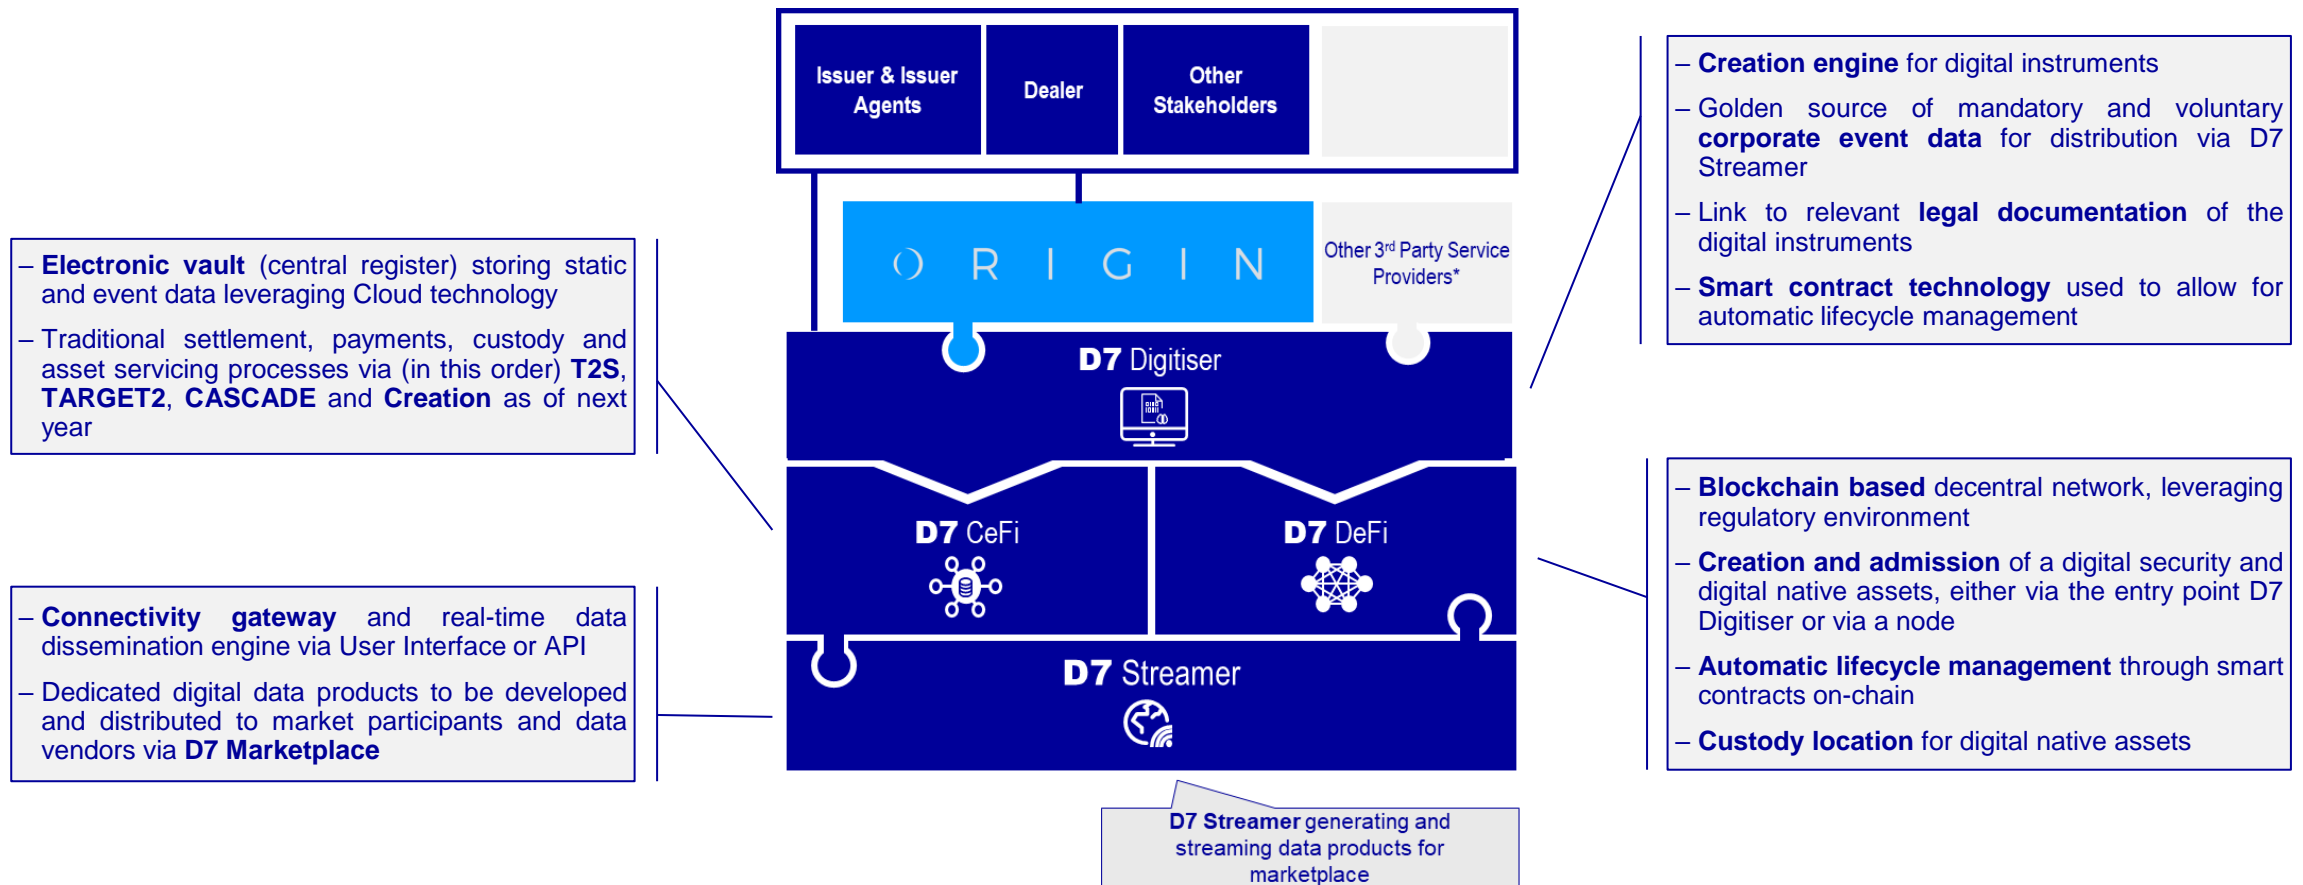 Issuer & Issuer
Agents
Dealer
Other
Stakeholders
ORIGIN
Other 3rd Party Service
Providers*
D7 Digitiser
D7 CeFi
D7 DeFi
D7 Streamer
D7 Streamer generating and
streaming data products for
marketplace
– Electronic vault (central register) storing static
and event data leveraging Cloud technology
– Traditional settlement, payments, custody and
asset servicing processes via (in this order) T2S,
TARGET2, CASCADE and Creation as of next
year
– Connectivity gateway and real-time data
dissemination engine via User Interface or API
– Dedicated digital data products to be developed
and distributed to market participants and data
vendors via D7 Marketplace
– Creation engine for digital instruments
– Golden source of mandatory and voluntary
corporate event data for distribution via D7
Streamer
– Link to relevant legal documentation of the
digital instruments
– Smart contract technology used to allow for
automatic lifecycle management
– Blockchain based decentral network, leveraging
regulatory environment
– Creation and admission of a digital security and
digital native assets, either via the entry point D7
Digitiser or via a node
– Automatic lifecycle management through smart
contracts on-chain
– Custody location for digital native assets